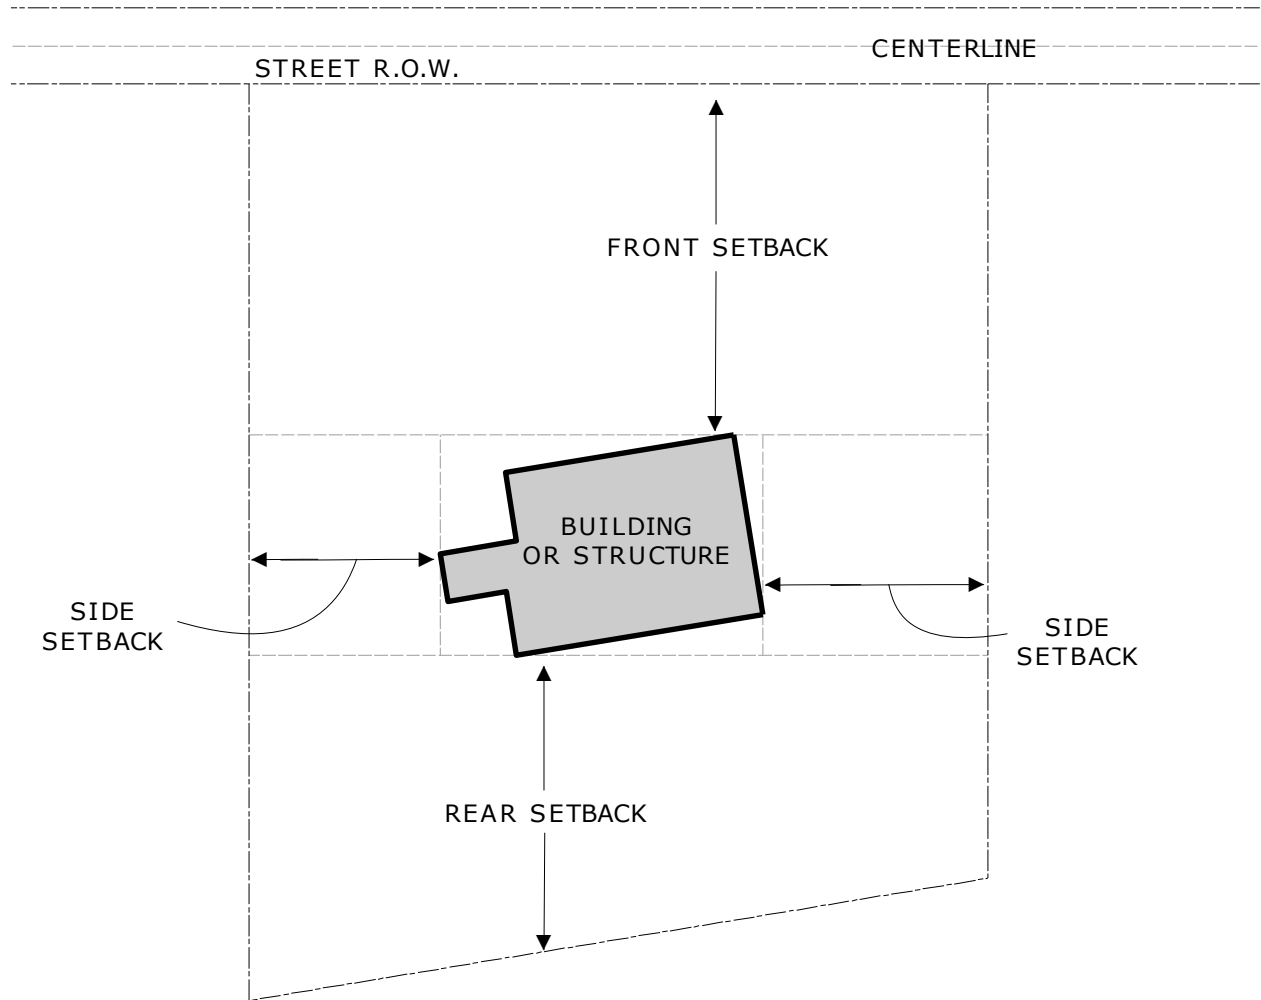 CENTERLINE
STREET R.O.W.
FRONT SETBACK
BUILDING
OR STRUCTURE
SIDE
SETBACK
SIDE
SETBACK
REAR SETBACK